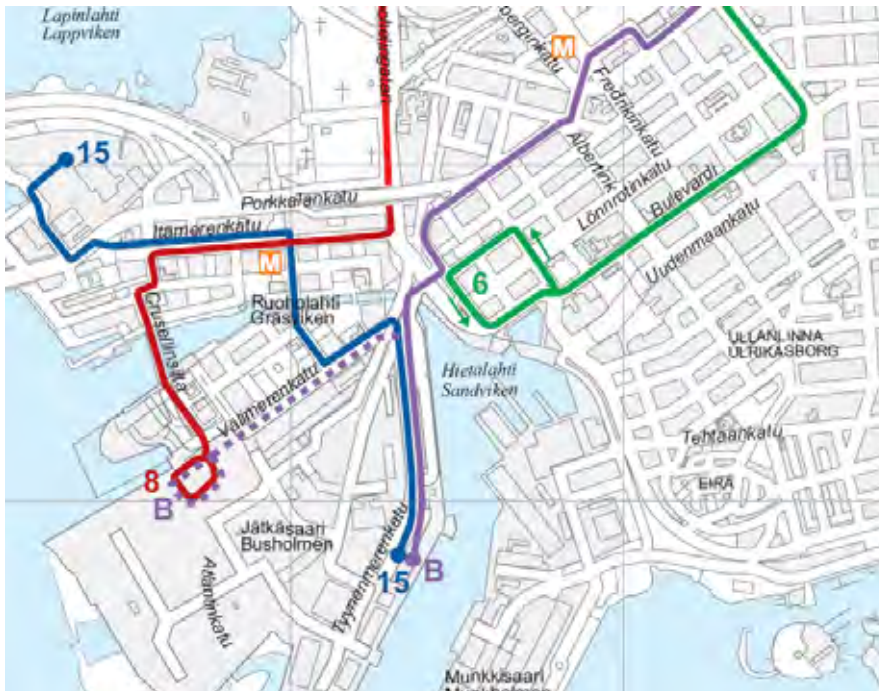 Lapinlahti
Lappviken
M
Fredrikinkatu
Albertink
15
Porkkalankatu
Lönnrotinkatu
Bulevardi
Itämerenkatu
Uudenmaankatu
M
6
Ruoholahti
Gräsviken
Crusellinsilta
ULLANLINNA
ULRIKASBORG
Hietalahti
Sandviken
Välimerenkatu
Tehtaankatu
8
EIRA
B
Jätkäsaari
Busholmen
Atlantinkatu
Tyynenmerenkatu
15
B
Munkkisaari